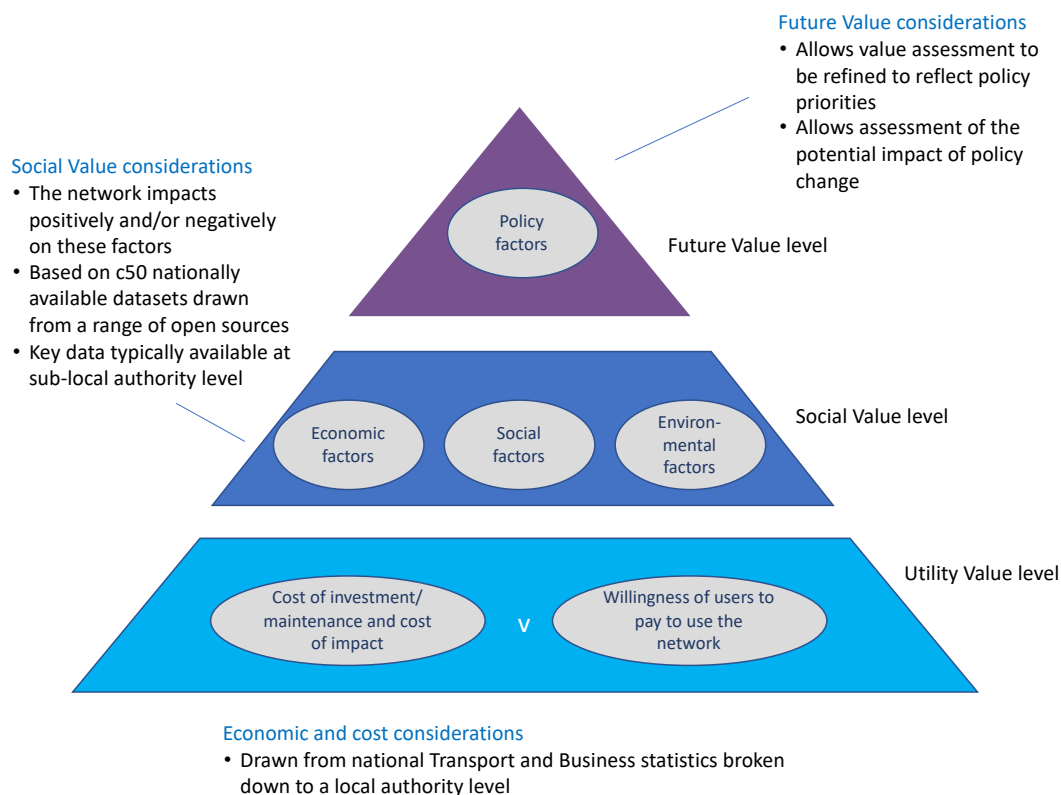 Future Value considerations
• Allows value assessment to
be refined to reflect policy
priorities
• Allows assessment of the
potential impact of policy
change
Social Value considerations
• The network impacts
positively and/or negatively
on these factors
• Based on c50 nationally
available datasets drawn
from a range of open sources
• Key data typically available at
sub-local authority level
Policy
factors
Future Value level
Economic
factors
Social
factors
Environ-
mental
factors
Social Value level
Utility Value level
Cost of investment/
maintenance and cost
of impact
v
Willingness of users to
pay to use the
network
Economic and cost considerations
• Drawn from national Transport and Business statistics broken
down to a local authority level